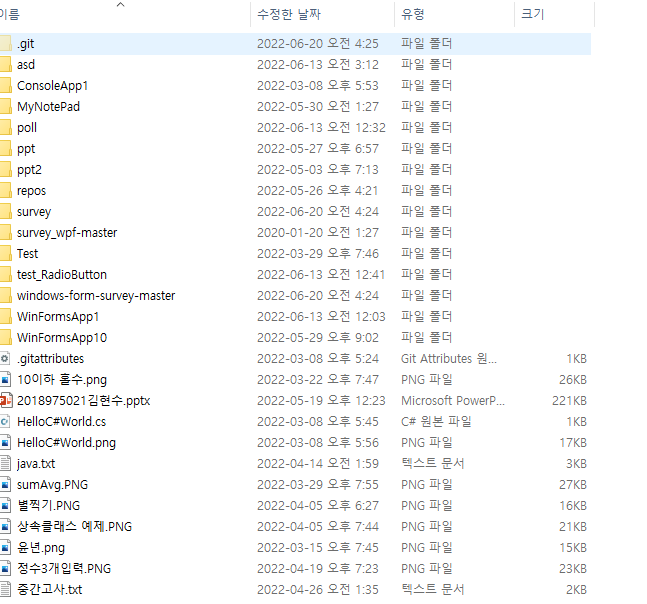 이름 수정한 날짜 유형 크기
.git 2022-06-20 오전 4:25 파일 폴더
asd 2022-06-13 오전 3:12 파일 폴더
ConsoleApp1 2022-03-08 오후 5:53 파일 폴더
MyNotePad 2022-05-30 오전 1:27 파일 폴더
poll 2022-06-13 오전 12:32 파일 폴더
ppt 2022-05-27 오후 6:57 파일 폴더
ppt2 2022-05-03 오후 7:13 파일 폴더
repos 2022-05-26 오후 4:21 파일 폴더
survey 2022-06-20 오전 4:24 파일 폴더
survey_wpf-master 2020-01-20 오전 1:27 파일 폴더
Test 2022-03-29 오후 7:46 파일 폴더
test_RadioButton 2022-06-13 오전 12:41 파일 폴더
windows-form-survey-master 2022-06-20 오전 4:24 파일 폴더
WinFormsApp1 2022-06-13 오전 12:03 파일 폴더
WinFormsApp10 2022-05-29 오후 9:02 파일 폴더
.gitattributes 2022-03-08 오후 5:24 Git Attributes 원... 1KB
10이하 홀수.png 2022-03-22 오후 7:47 PNG 파일 26KB
2018975021김현수.pptx 2022-05-19 오후 12:23 Microsoft PowerP... 221KB
HelloC#World.cs 2022-03-08 오후 5:45 C# 원본 파일 1KB
HelloC#World.png 2022-03-08 오후 5:56 PNG 파일 17KB
java.txt 2022-04-14 오전 1:59 텍스트 문서 3KB
sumAvg.PNG 2022-03-29 오후 7:55 PNG 파일 27KB
별찍기.PNG 2022-04-05 오후 6:27 PNG 파일 16KB
상속클래스 예제.PNG 2022-04-05 오후 7:44 PNG 파일 21KB
윤년.png 2022-03-15 오후 7:45 PNG 파일 15KB
정수3개입력.PNG 2022-04-19 오후 7:23 PNG 파일 23KB
중간고사.txt 2022-04-26 오전 1:35 텍스트 문서 2KB